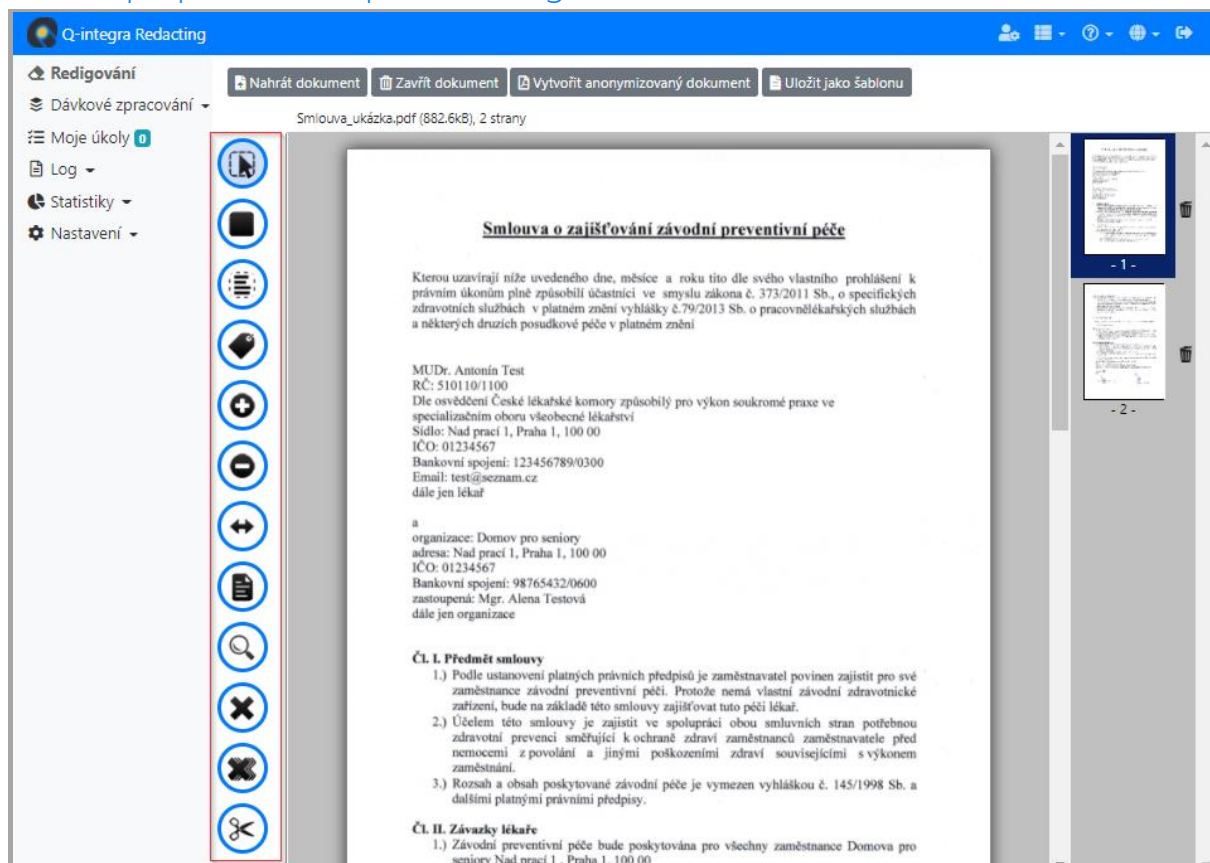 Q-integra Redacting
Redigování
Dávkové zpracování
Moje úkoly 0
Log
Statistiky
Nastavení
Nahrát dokument
Zavřít dokument
Vytvořit anonymizovaný dokument
Uložit jako šablonu
Smlouva_ukázka.pdf (882.6kB), 2 strany
Smlouva o zajišťování závodní preventivní péče
Kterou uzavírají níže uvedeného dne, měsíce a roku tito dle svého vlastního prohlášení k
právním úkonům plně způsobilí účastníci ve smyslu zákona č. 373/2011 Sb., o specifických
zdravotních službách v platném znění vyhlášky č.79/2013 Sb. o pracovnělékařských službách
a některých druzích posudkové péče v platném znění
MUDr. Antonín Test
RČ: 510110/1100
Dle osvědčení České lékařské komory způsobilý pro výkon soukromé praxe ve
specializačním oboru všeobecné lékařství
Sídlo: Nad prací 1, Praha 1, 100 00
IČO: 01234567
Bankovní spojení: 123456789/0300
Email: test@seznam.cz
dále jen lékař
a
organizace: Domov pro seniory
adresa: Nad prací 1, Praha 1, 100 00
IČO: 01234567
Bankovní spojení: 98765432/0600
zastoupená: Mgr. Alena Testová
dále jen organizace
Čl. I. Předmět smlouvy
1.) Podle ustanovení platných právních předpisů je zaměstnavatel povinen zajistit pro své
zaměstnance závodní preventivní péči. Protože nemá vlastní závodní zdravotnické
zařízení, bude na základě této smlouvy zajišťovat tuto péči lékař.
2.) Účelem této smlouvy je zajistit ve spolupráci obou smluvních stran potřebnou
zdravotní prevenci směřující k ochraně zdraví zaměstnanců zaměstnavatele před
nemocemi z povolání a jinými poškozeními zdraví souvisejícími s výkonem
zaměstnání.
3.) Rozsah a obsah poskytované závodní péče je vymezen vyhláškou č. 145/1998 Sb. a
dalšími platnými právními předpisy.
Čl. II. Závazky lékaře
1.) Závodní preventivní péče bude poskytována pro všechny zaměstnance Domova pro
seniory Nad prací 1 , Praha 1, 100 00
- 1 -
- 2 -